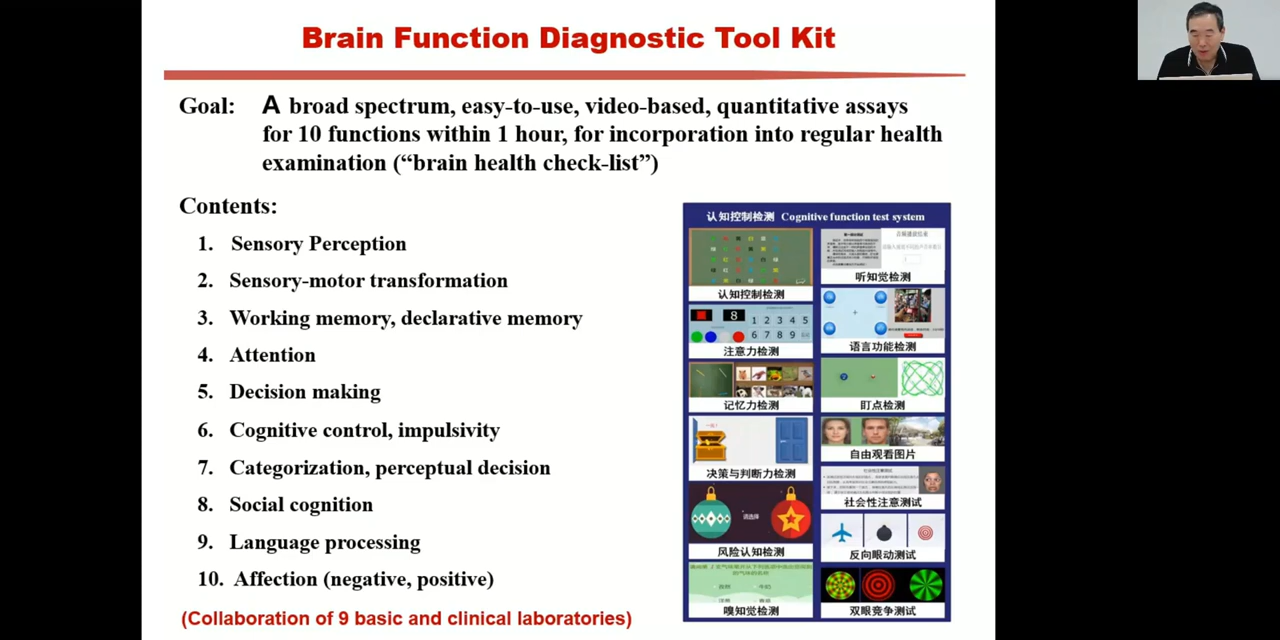 Brain Function Diagnostic Tool Kit
Goal: A broad spectrum, easy-to-use, video-based, quantitative assays
for 10 functions within 1 hour, for incorporation into regular health
examination (“brain health check-list”)
Contents:
1. Sensory Perception
2. Sensory-motor transformation
3. Working memory, declarative memory
4. Attention
5. Decision making
6. Cognitive control, impulsivity
7. Categorization, perceptual decision
8. Social cognition
9. Language processing
10. Affection (negative, positive)
(Collaboration of 9 basic and clinical laboratories)
认知控制检测 Cognitive function test system
认知控制检测
听知觉检测
8
1 2 3 4 5
6 7 8 9
注意力检测
语言功能检测
记忆力检测
盯点检测
决策与判断力检测
自由观看图片
请选择
风险认知检测
社会性注意测试
反向眼动测试
嗅知觉检测
双眼竞争测试